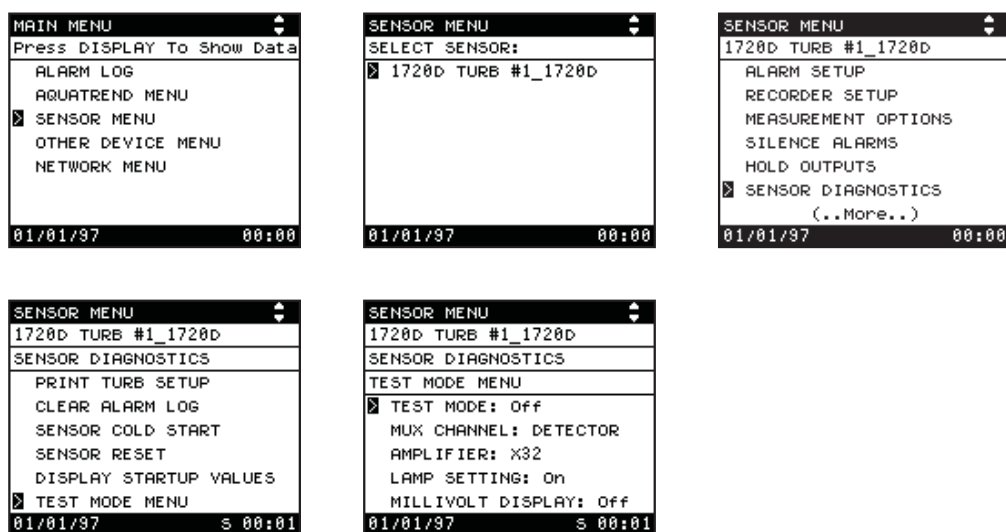 MAIN MENU
Press DISPLAY To Show Data
ALARM LOG
AQUATREND MENU
SENSOR MENU
OTHER DEVICE MENU
NETWORK MENU
01/01/97 00:00
SENSOR MENU
SELECT SENSOR:
1720D TURB #1_1720D
01/01/97 00:00
SENSOR MENU
1720D TURB #1_1720D
ALARM SETUP
RECORDER SETUP
MEASUREMENT OPTIONS
SILENCE ALARMS
HOLD OUTPUTS
SENSOR DIAGNOSTICS
(..More..)
01/01/97 00:00
SENSOR MENU
1720D TURB #1_1720D
SENSOR DIAGNOSTICS
PRINT TURB SETUP
CLEAR ALARM LOG
SENSOR COLD START
SENSOR RESET
DISPLAY STARTUP VALUES
TEST MODE MENU
01/01/97 S 00:01
SENSOR MENU
1720D TURB #1_1720D
SENSOR DIAGNOSTICS
TEST MODE MENU
TEST MODE: Off
MUX CHANNEL: DETECTOR
AMPLIFIER: X32
LAMP SETTING: On
MILLIVOLT DISPLAY: Off
01/01/97 S 00:01